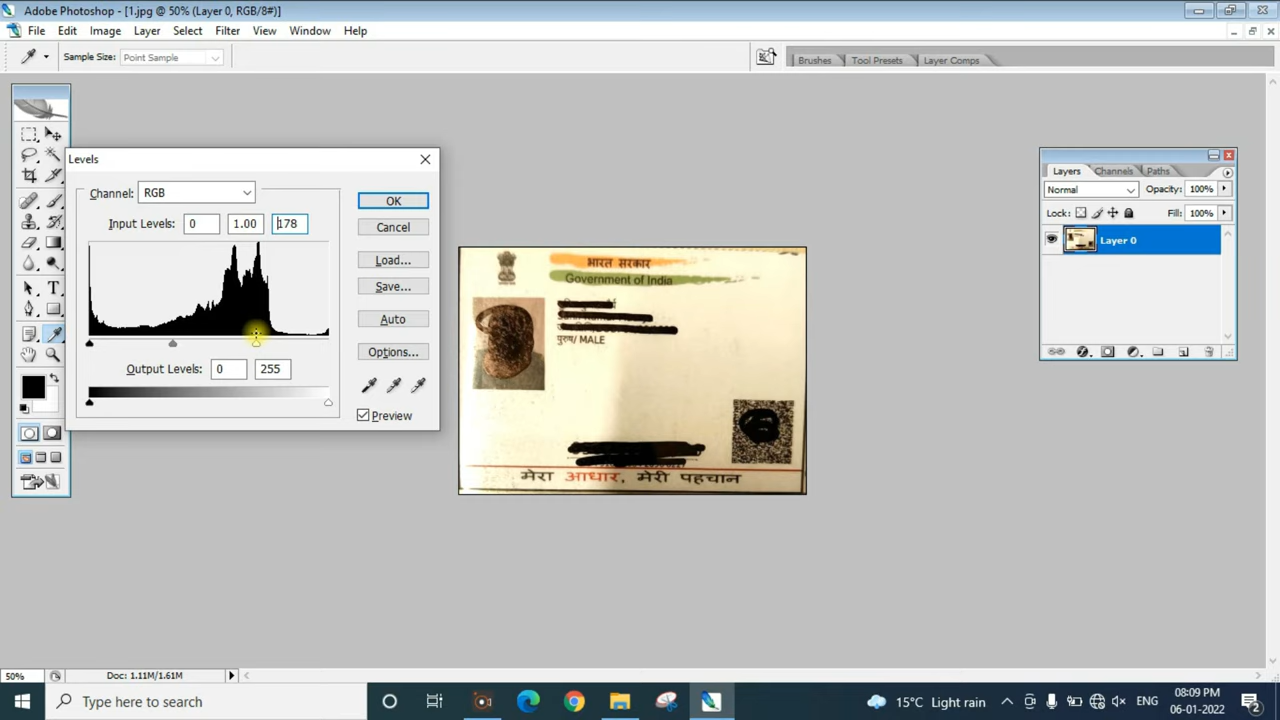 Adobe Photoshop - [1.jpg @ 50% (Layer 0, RGB/8#)]
File Edit Image Layer Select Filter View Window Help
Sample Size: Point Sample
Brushes Tool Presets Layer Comps
Levels
Channel: RGB
Input Levels: 0 1.00 178
Output Levels: 0 255
OK
Cancel
Load...
Save...
Auto
Options...
Preview
भारत सरकार
Government of India
पुरुष/ MALE
मेरा आधार, मेरी पहचान
Layers Channels Paths
Normal Opacity: 100%
Lock: Fill: 100%
Layer 0
50% Doc: 1.11M/1.61M
Type here to search
15°C Light rain
ENG
08:09 PM
06-01-2022
2